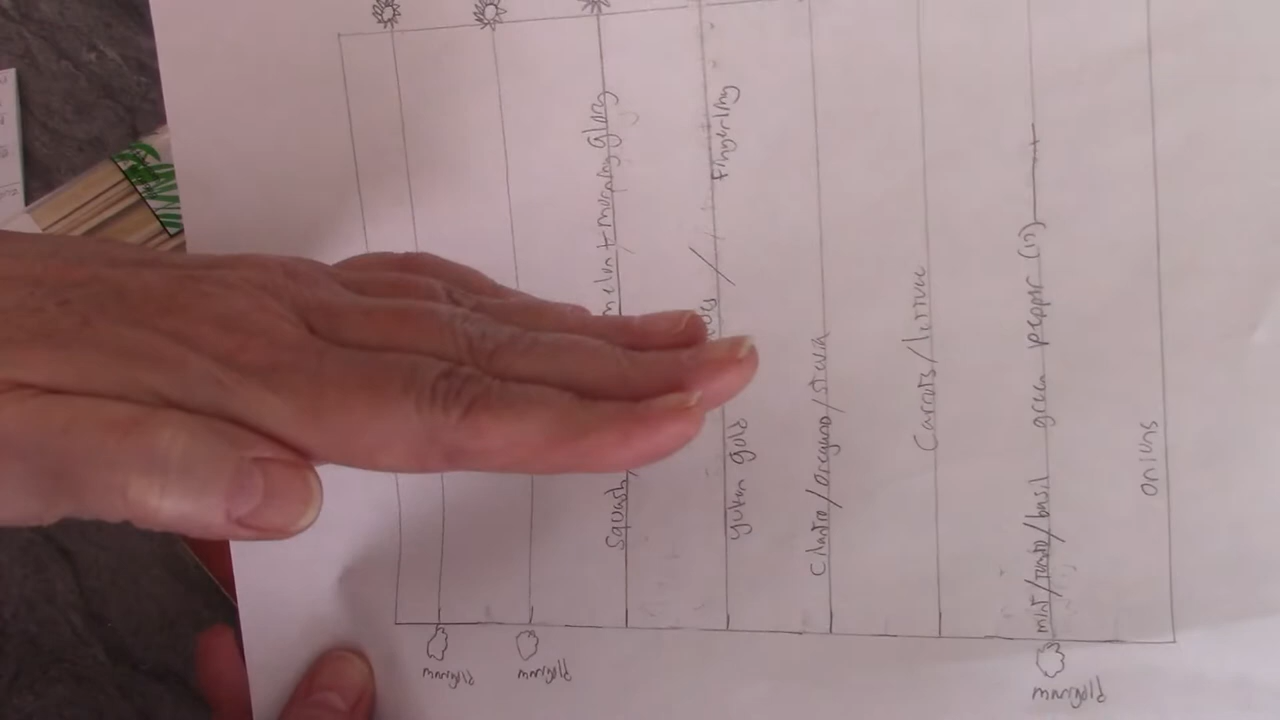 Squash melon + morning glory
yukon gold / Fingerling
Cilantro/oregano/stevia
Carrots/lettuce
mint/tomato/basil green pepper
onions
marigold
marigold
marigold